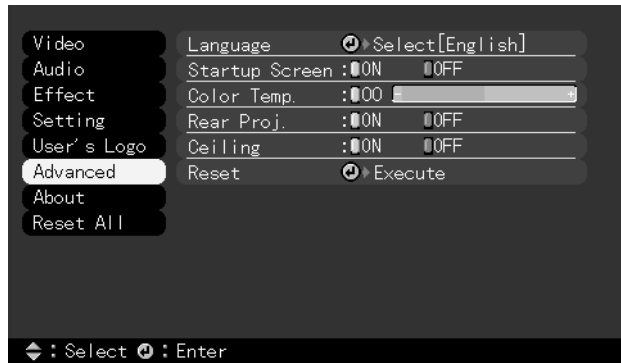 Video
Audio
Effect
Setting
User's Logo
Advanced
About
Reset All
Language Select[English]
Startup Screen : ON OFF
Color Temp. : 00 - +
Rear Proj. : ON OFF
Ceiling : ON OFF
Reset Execute
: Select : Enter